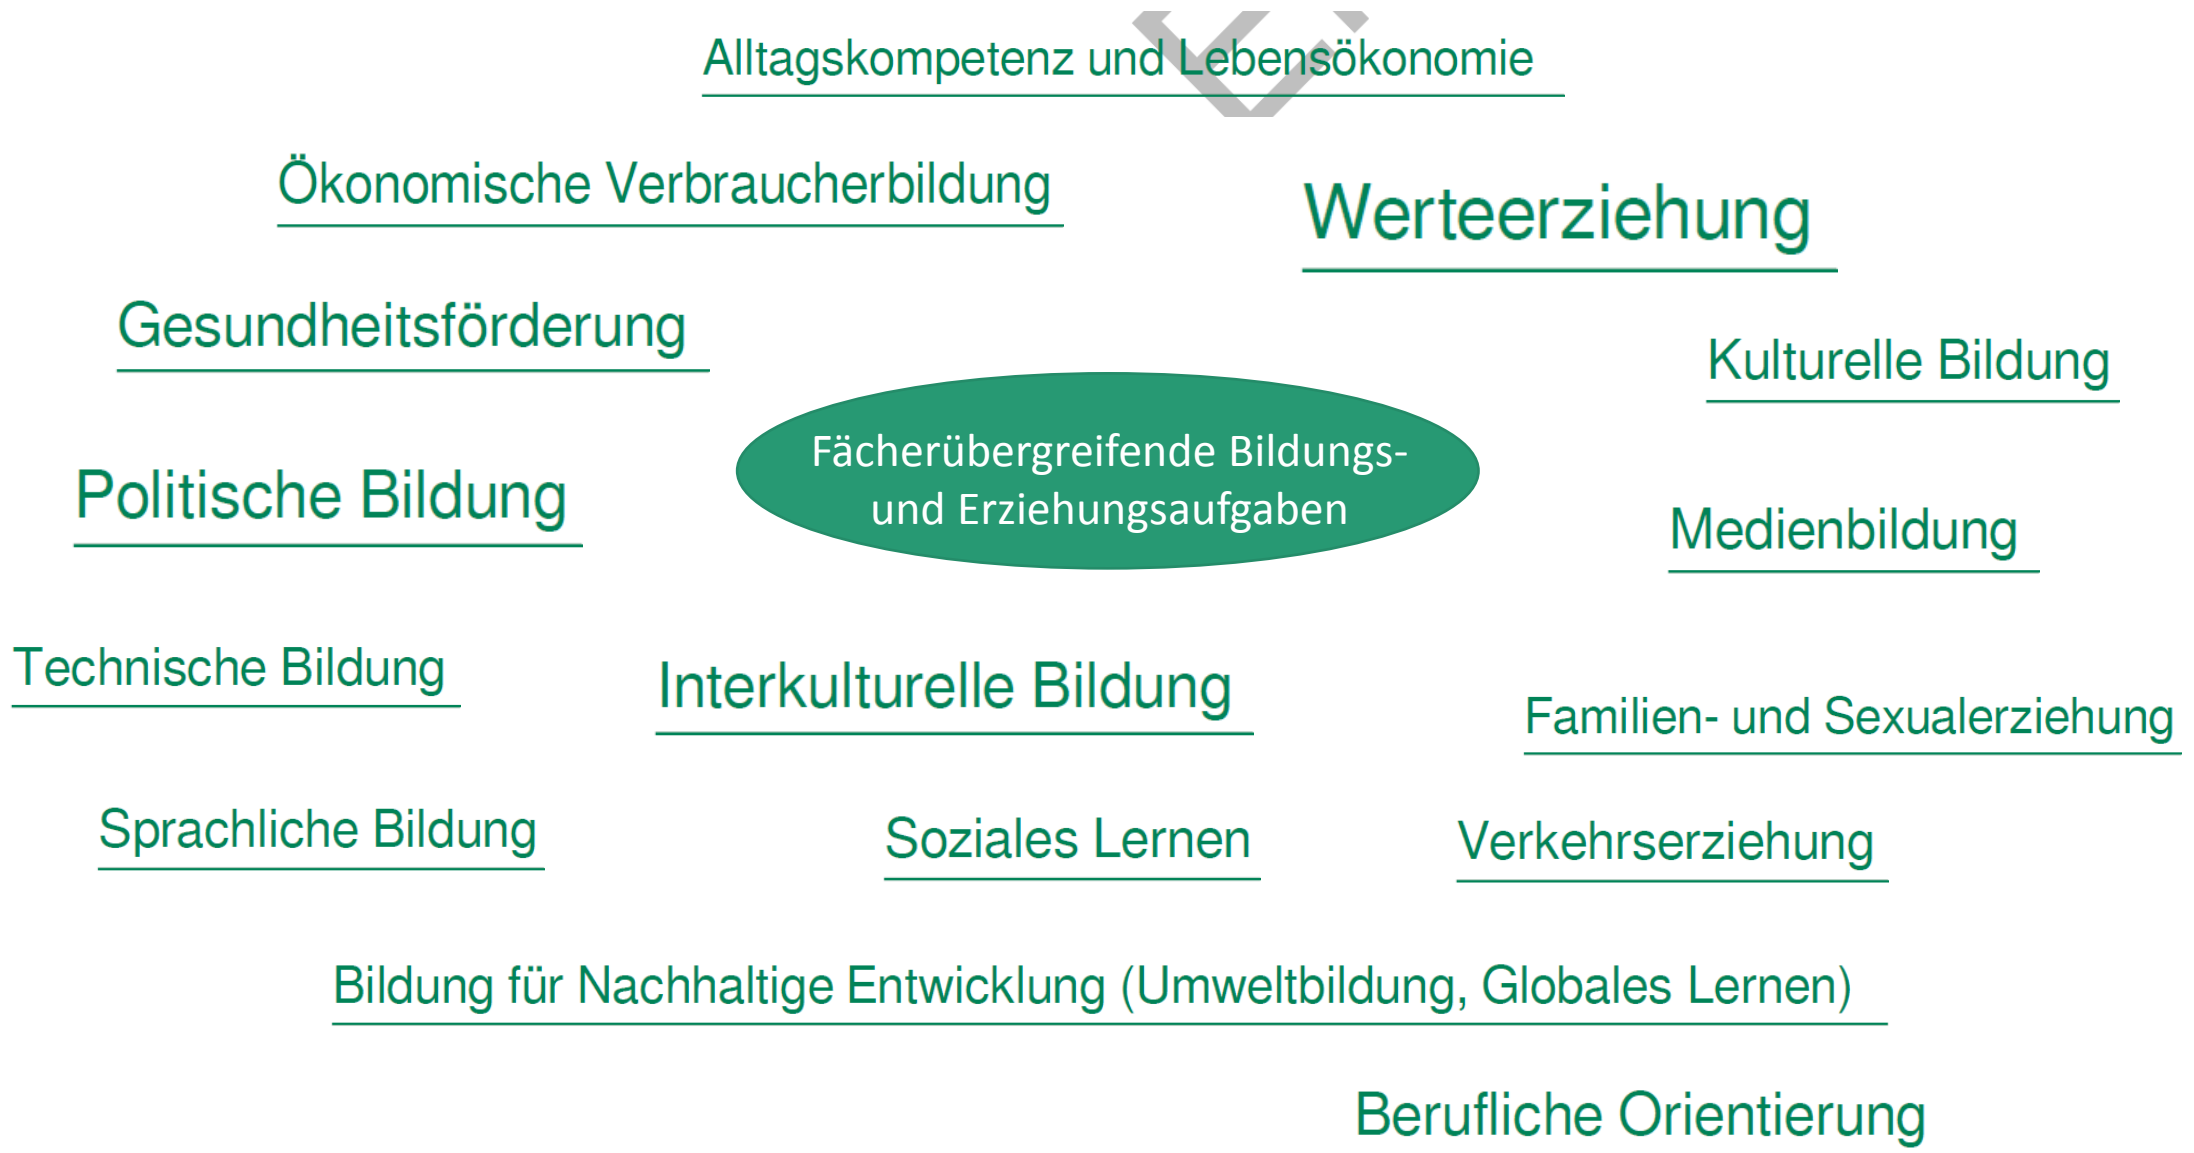 Alltagskompetenz und Lebensökonomie
Ökonomische Verbraucherbildung
Werteerziehung
Gesundheitsförderung
Kulturelle Bildung
Fächerübergreifende Bildungs-
und Erziehungsaufgaben
Politische Bildung
Medienbildung
Technische Bildung
Interkulturelle Bildung
Familien- und Sexualerziehung
Sprachliche Bildung
Soziales Lernen
Verkehrserziehung
Bildung für Nachhaltige Entwicklung (Umweltbildung, Globales Lernen)
Berufliche Orientierung